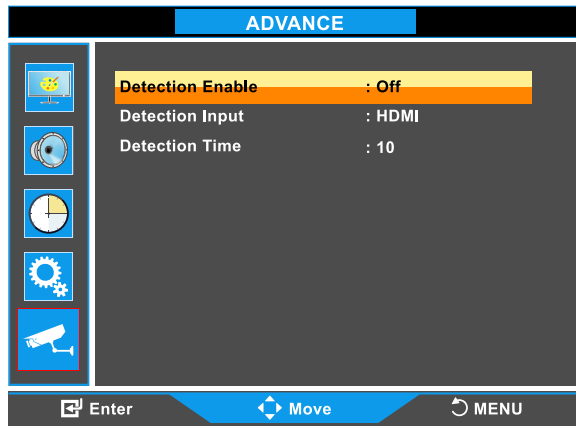 ADVANCE
Detection Enable : Off
Detection Input : HDMI
Detection Time : 10
Enter Move MENU